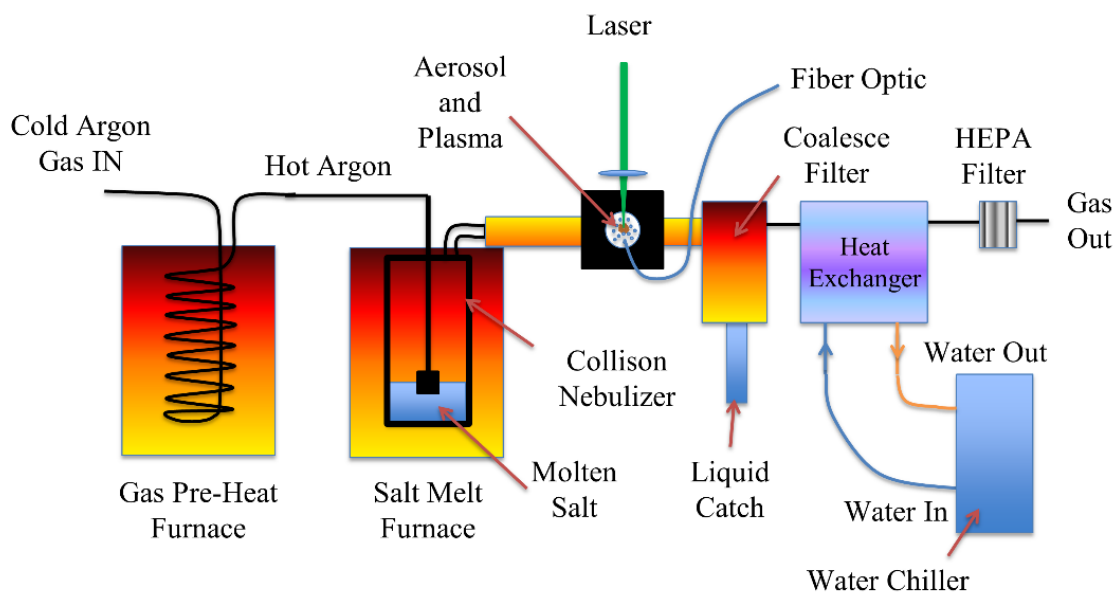 Laser
Aerosol
and
Plasma
Fiber Optic
Cold Argon
Gas IN
Hot Argon
Coalesce
Filter
HEPA
Filter
Gas
Out
Heat
Exchanger
Collison
Nebulizer
Water Out
Gas Pre-Heat
Furnace
Salt Melt
Furnace
Molten
Salt
Liquid
Catch
Water In
Water Chiller